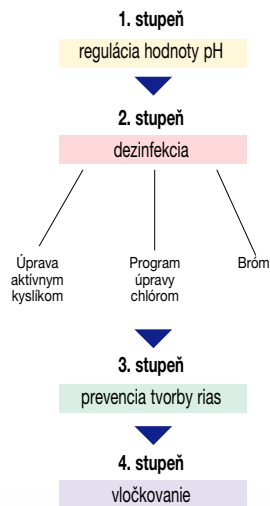 1. stupeň
regulácia hodnoty pH
2. stupeň
dezinfekcia
Úprava
aktívnym
kyslíkom
Program
úpravy
chlórom
Bróm
3. stupeň
prevencia tvorby rias
4. stupeň
vločkovanie